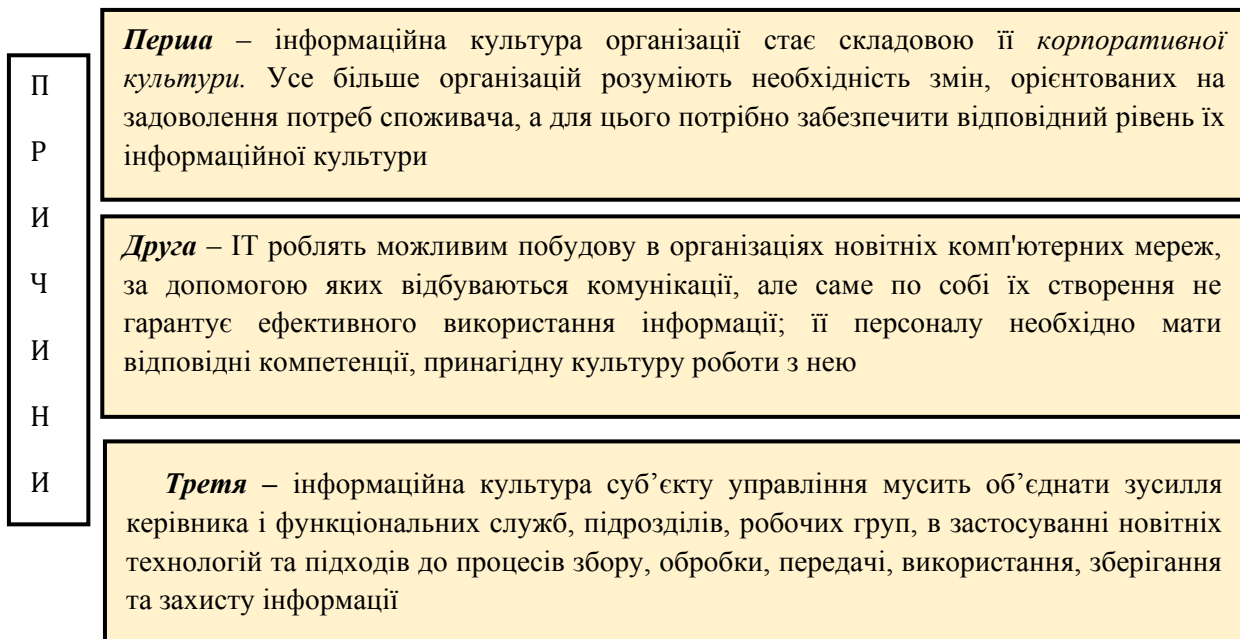 П
Р
И
Ч
И
Н
И
Перша – інформаційна культура організації стає складовою її корпоративної
культури. Усе більше організацій розуміють необхідність змін, орієнтованих на
задоволення потреб споживача, а для цього потрібно забезпечити відповідний рівень їх
інформаційної культури
Друга – ІТ роблять можливим побудову в організаціях новітніх комп'ютерних мереж,
за допомогою яких відбуваються комунікації, але саме по собі їх створення не
гарантує ефективного використання інформації; її персоналу необхідно мати
відповідні компетенції, принагідну культуру роботи з нею
Третя – інформаційна культура суб’єкту управління мусить об’єднати зусилля
керівника і функціональних служб, підрозділів, робочих груп, в застосуванні новітніх
технологій та підходів до процесів збору, обробки, передачі, використання, зберігання
та захисту інформації